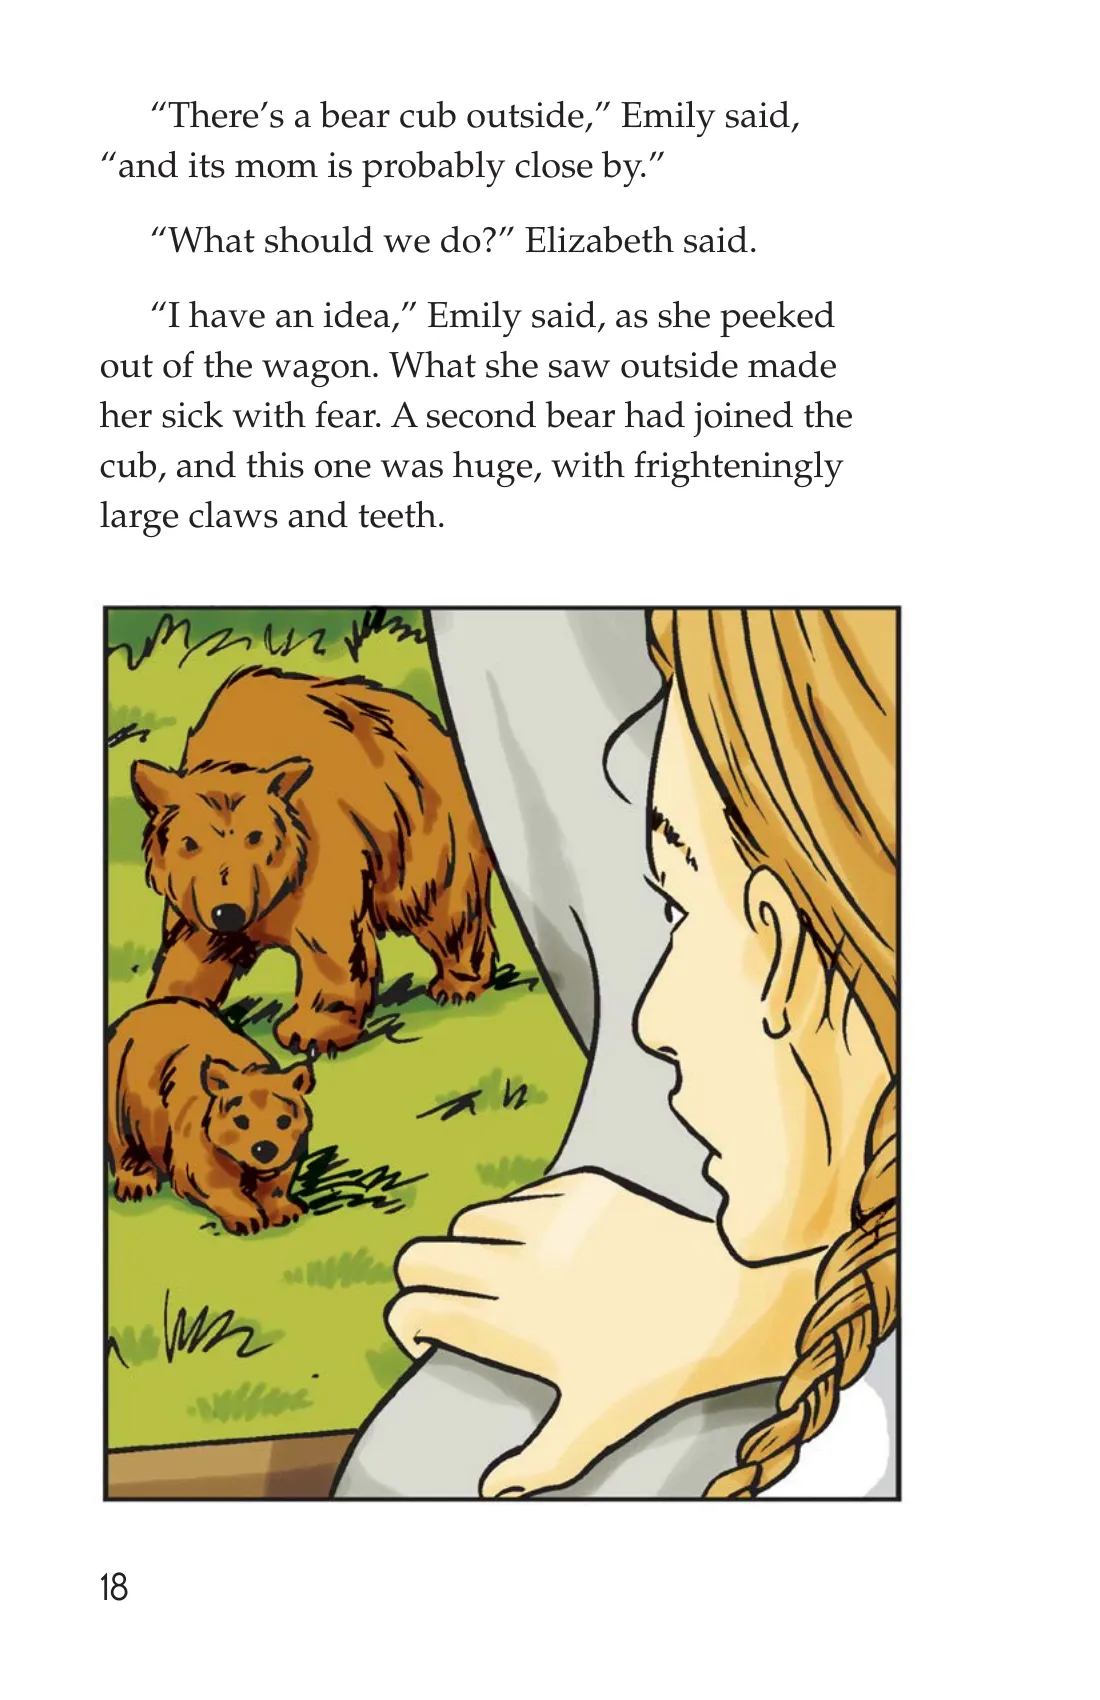 “There’s a bear cub outside,” Emily said,
“and its mom is probably close by.”
“What should we do?” Elizabeth said.
“I have an idea,” Emily said, as she peeked
out of the wagon. What she saw outside made
her sick with fear. A second bear had joined the
cub, and this one was huge, with frighteningly
large claws and teeth.
18